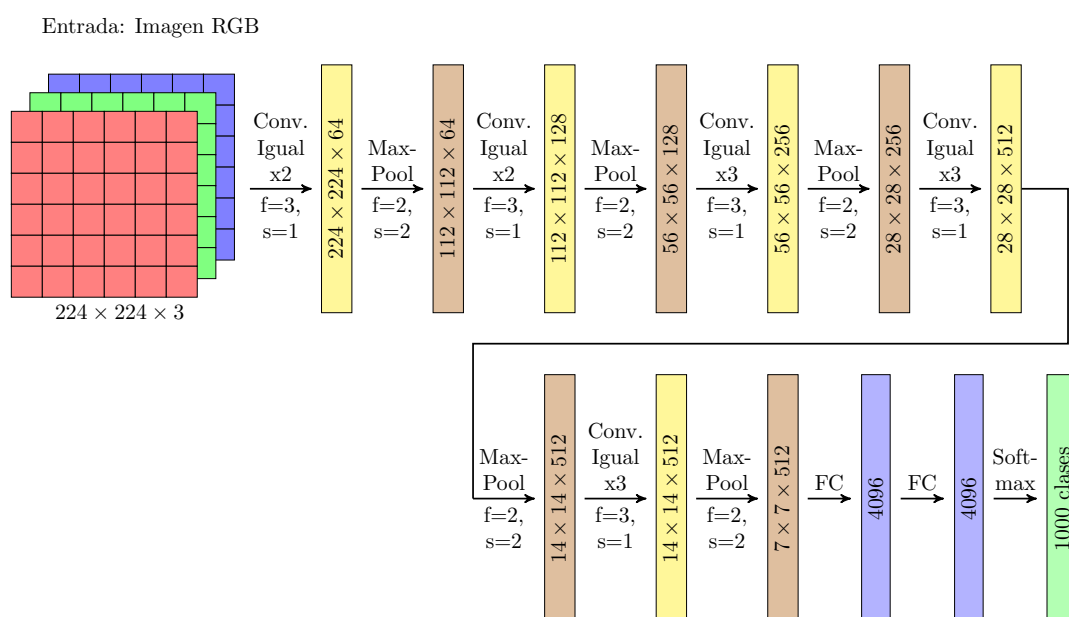 Entrada: Imagen RGB
224 × 224 × 3
Conv.
Igual
x2
f=3,
s=1
224 × 224 × 64
Max-
Pool
f=2,
s=2
112 × 112 × 64
Conv.
Igual
x2
f=3,
s=1
112 × 112 × 128
Max-
Pool
f=2,
s=2
56 × 56 × 128
Conv.
Igual
x3
f=3,
s=1
56 × 56 × 256
Max-
Pool
f=2,
s=2
28 × 28 × 256
Conv.
Igual
x3
f=3,
s=1
28 × 28 × 512
Max-
Pool
f=2,
s=2
14 × 14 × 512
Conv.
Igual
x3
f=3,
s=1
14 × 14 × 512
Max-
Pool
f=2,
s=2
7 × 7 × 512
FC
4096
FC
4096
Soft-
max
1000 clases